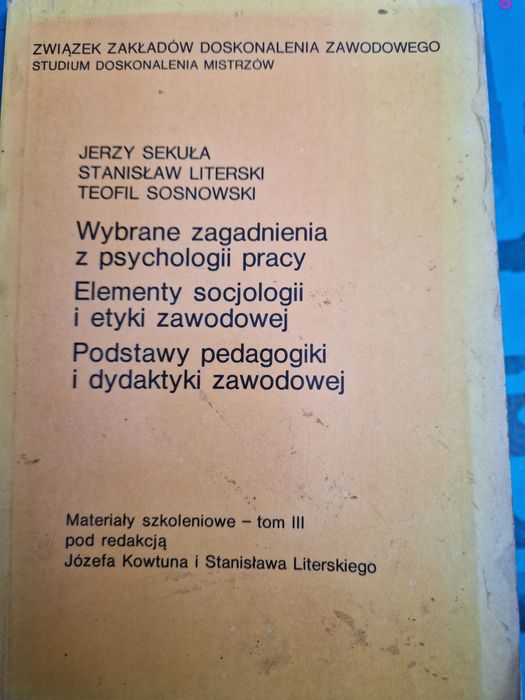 ZWIĄZEK ZAKŁADÓW DOSKONALENIA ZAWODOWEGO
STUDIUM DOSKONALENIA MISTRZÓW
JERZY SEKUŁA
STANISŁAW LITERSKI
TEOFIL SOSNOWSKI
Wybrane zagadnienia
z psychologii pracy
Elementy socjologii
i etyki zawodowej
Podstawy pedagogiki
i dydaktyki zawodowej
Materiały szkoleniowe – tom III
pod redakcją
Józefa Kowtuna i Stanisława Literskiego